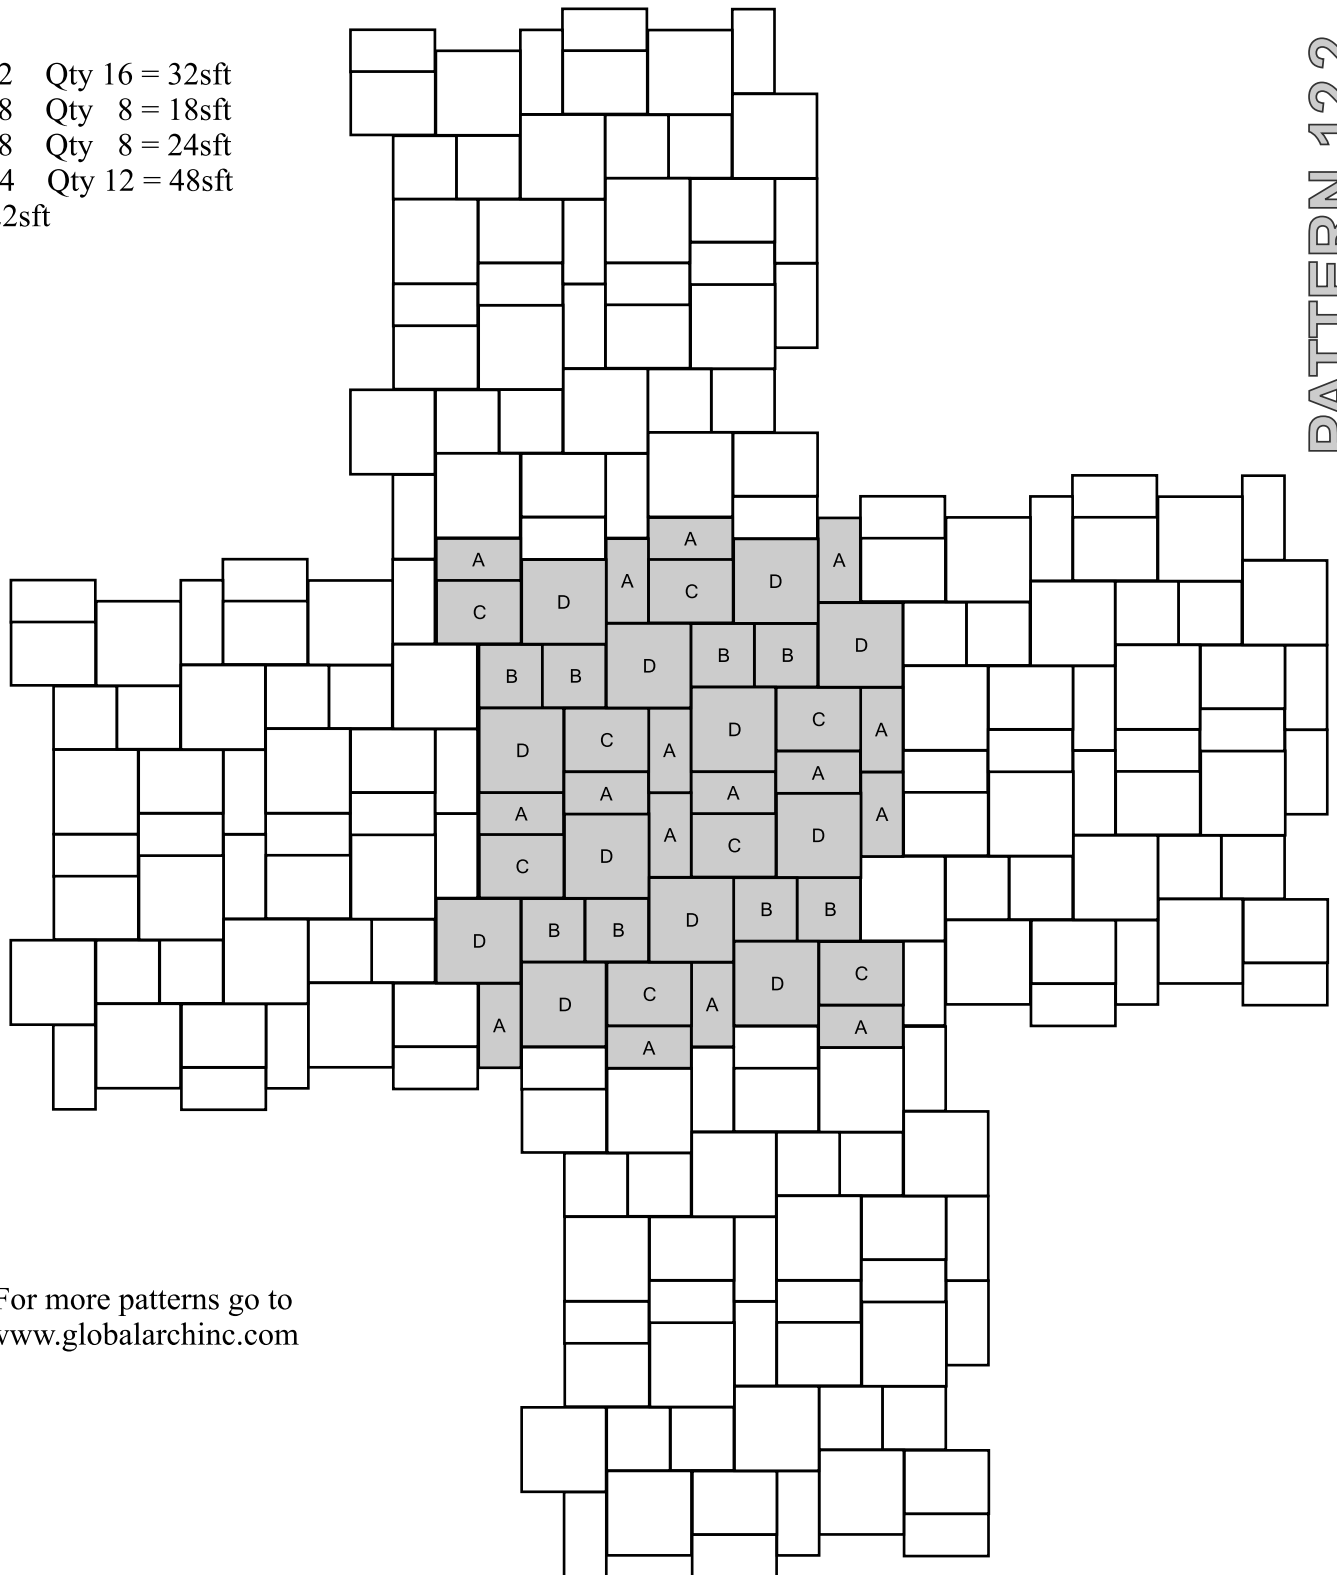 2 Qty 16 = 32sft
8 Qty 8 = 18sft
8 Qty 8 = 24sft
4 Qty 12 = 48sft
2sft
PATTERN 122
A A A
C D A C D
B B D B B D
D C A D C A
A A A A
C D A C D A
D B B D B B
A D C A D C
A A
For more patterns go to
www.globalarchinc.com